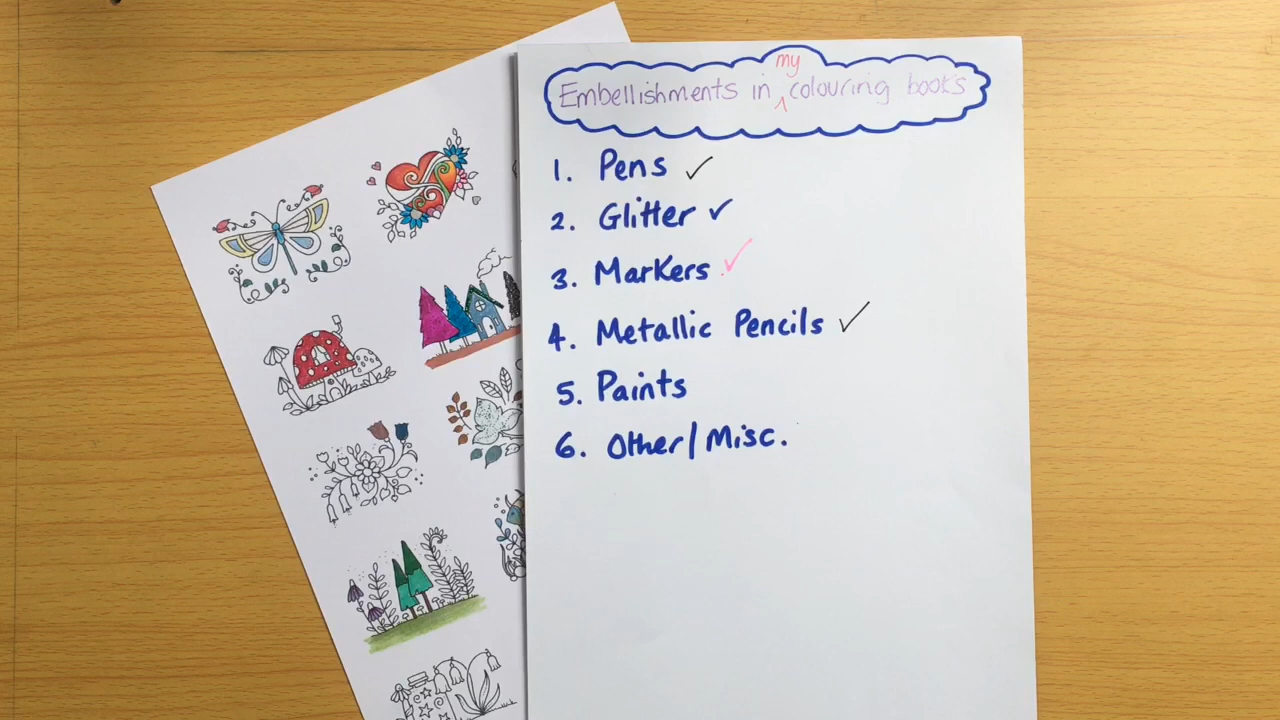 Embellishments in my colouring books
1. Pens ✓
2. Glitter ✓
3. Markers ✓
4. Metallic Pencils ✓
5. Paints
6. Other/Misc.